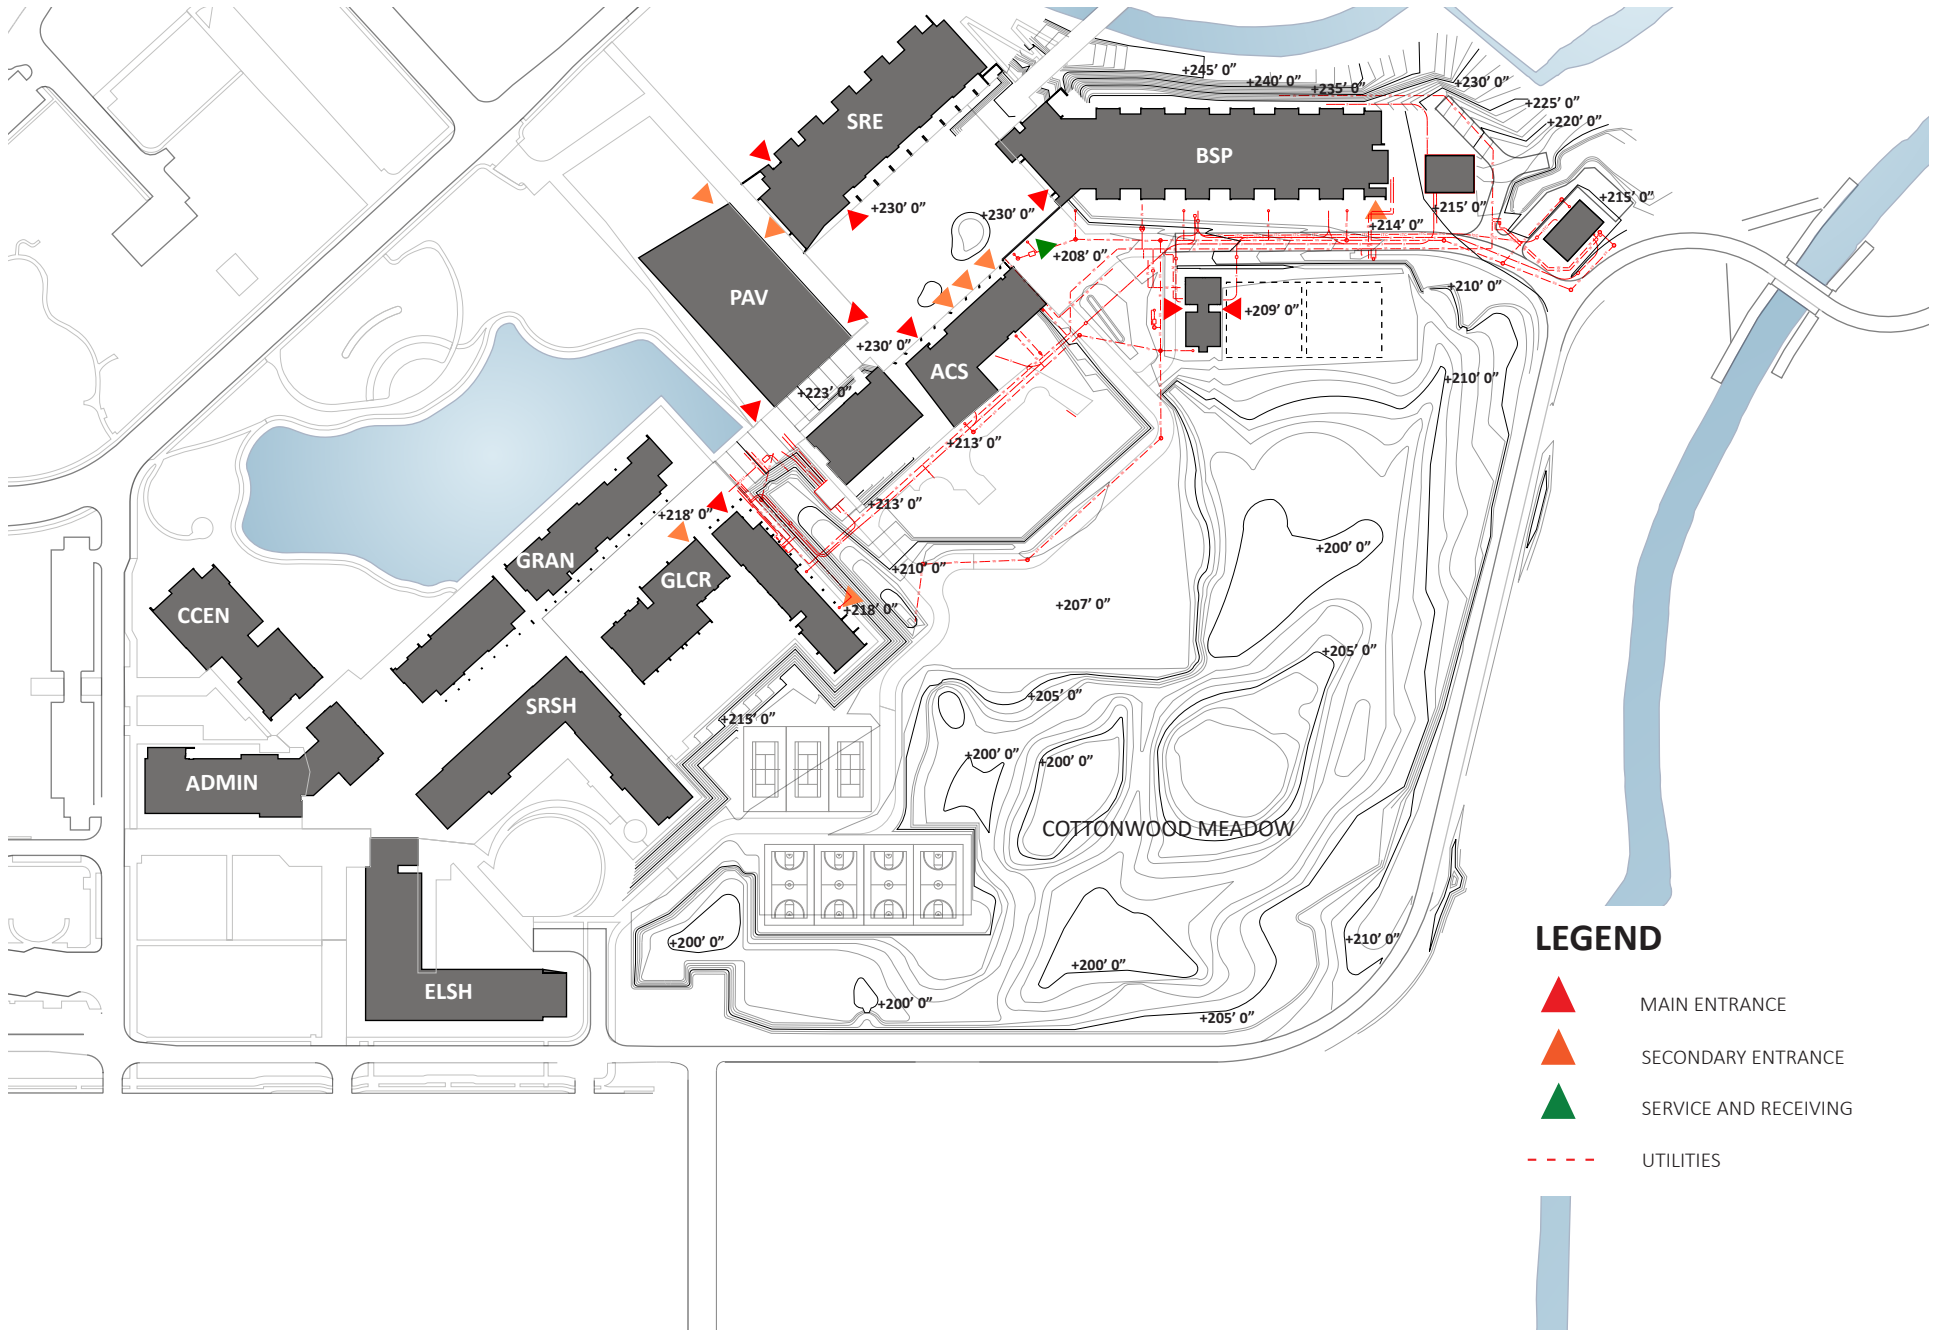 +245' 0"
+240' 0"
+235' 0"
+230' 0"
+225' 0"
+220' 0"
SRE
BSP
+215' 0"
+215' 0"
+230' 0"
+230' 0"
+214' 0"
+208' 0"
PAV
+210' 0"
+209' 0"
+230' 0"
ACS
+210' 0"
+223' 0"
+213' 0"
+213' 0"
+218' 0"
+200' 0"
GRAN
+210' 0"
GLCR
+207' 0"
+218' 0"
CCEN
+205' 0"
+205' 0"
SRSH
+215' 0"
+200' 0"
+200' 0"
ADMIN
COTTONWOOD MEADOW
+200' 0"
+210' 0"
+200' 0"
ELSH
+200' 0"
+205' 0"
LEGEND
MAIN ENTRANCE
SECONDARY ENTRANCE
SERVICE AND RECEIVING
UTILITIES